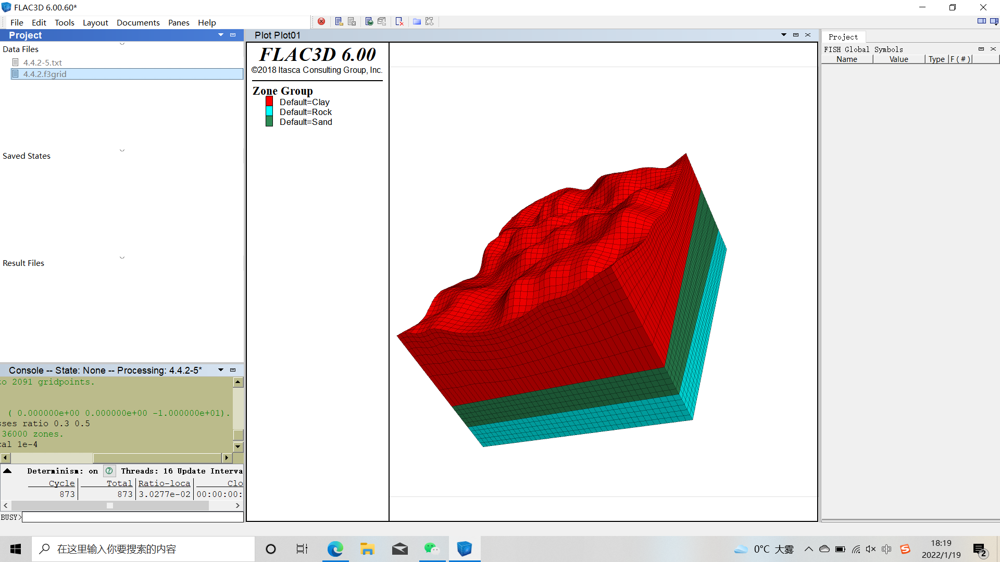 FLAC3D 6.00.60*
File Edit Tools Layout Documents Panes Help
Project
Data Files
4.4.2-5.txt
4.4.2.f3grid
Saved States
Result Files
Console -- State: None -- Processing: 4.4.2-5*
to 2091 gridpoints.
( 0.000000e+00 0.000000e+00 -1.000000e+01).
sses ratio 0.3 0.5
36000 zones.
cal 1e-4
Determinism: on Threads: 16 Update Interva
Cycle Total Ratio-loca Clo
873 873 3.0277e-02 00:00:00:
BUSY>
Plot Plot01
FLAC3D 6.00
©2018 Itasca Consulting Group, Inc.
Zone Group
Default=Clay
Default=Rock
Default=Sand
Project
FISH Global Symbols
Name Value Type F(#)
在这里输入你要搜索的内容
0°C 大雾
中
18:19
2022/1/19
2